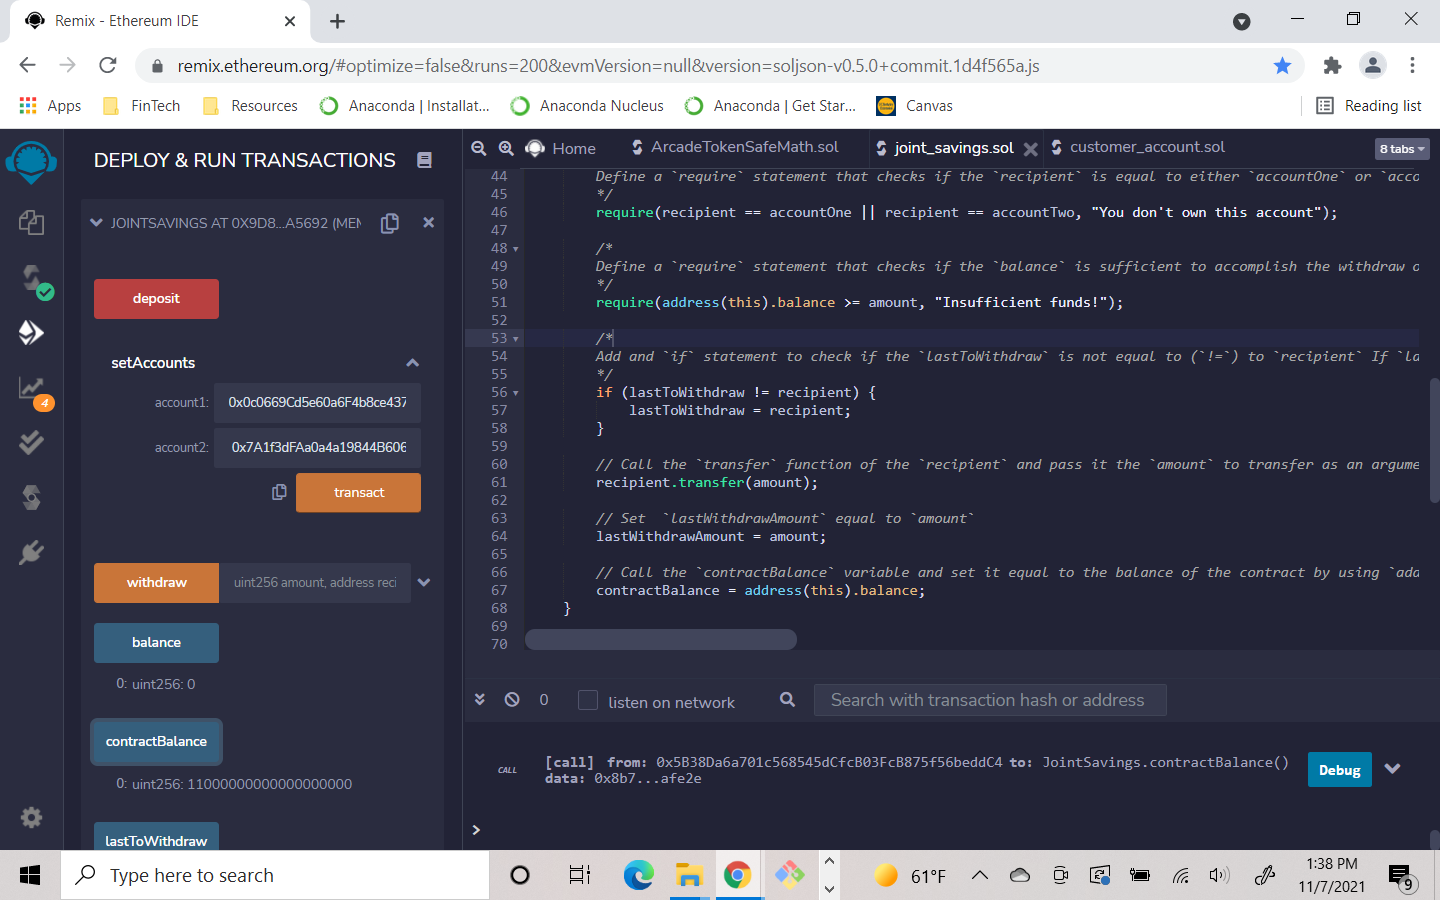 Remix - Ethereum IDE
remix.ethereum.org/#optimize=false&runs=200&evmVersion=null&version=soljson-v0.5.0+commit.1d4f565a.js
Apps
FinTech
Resources
Anaconda | Installat...
Anaconda Nucleus
Anaconda | Get Star...
Canvas
Reading list
DEPLOY & RUN TRANSACTIONS
JOINTSAVINGS AT 0X9D8...A5692 (MEM
deposit
setAccounts
account1: 0x0c0669Cd5e60a6F4b8ce437
account2: 0x7A1f3dFAa0a4a19844B606
transact
withdraw uint256 amount, address reci
balance
0: uint256: 0
contractBalance
0: uint256: 11000000000000000000
lastToWithdraw
4
Home
ArcadeTokenSafeMath.sol
joint_savings.sol
customer_account.sol
8 tabs
44 Define a `require` statement that checks if the `recipient` is equal to either `accountOne` or `acco
45 */
46 require(recipient == accountOne || recipient == accountTwo, "You don't own this account");
47
48 /*
49 Define a `require` statement that checks if the `balance` is sufficient to accomplish the withdraw o
50 */
51 require(address(this).balance >= amount, "Insufficient funds!");
52
53 /*
54 Add and `if` statement to check if the `lastToWithdraw` is not equal to (`!=`) to `recipient` If `la
55 */
56 if (lastToWithdraw != recipient) {
57 lastToWithdraw = recipient;
58 }
59
60 // Call the `transfer` function of the `recipient` and pass it the `amount` to transfer as an argume
61 recipient.transfer(amount);
62
63 // Set  `lastWithdrawAmount` equal to `amount`
64 lastWithdrawAmount = amount;
65
66 // Call the `contractBalance` variable and set it equal to the balance of the contract by using `add
67 contractBalance = address(this).balance;
68 }
69
70
0
listen on network
Search with transaction hash or address
CALL
[call] from: 0x5B38Da6a701c568545dCfcB03FcB875f56beddC4 to: JointSavings.contractBalance()
data: 0x8b7...afe2e
Debug
>
Type here to search
61°F
1:38 PM
11/7/2021
9